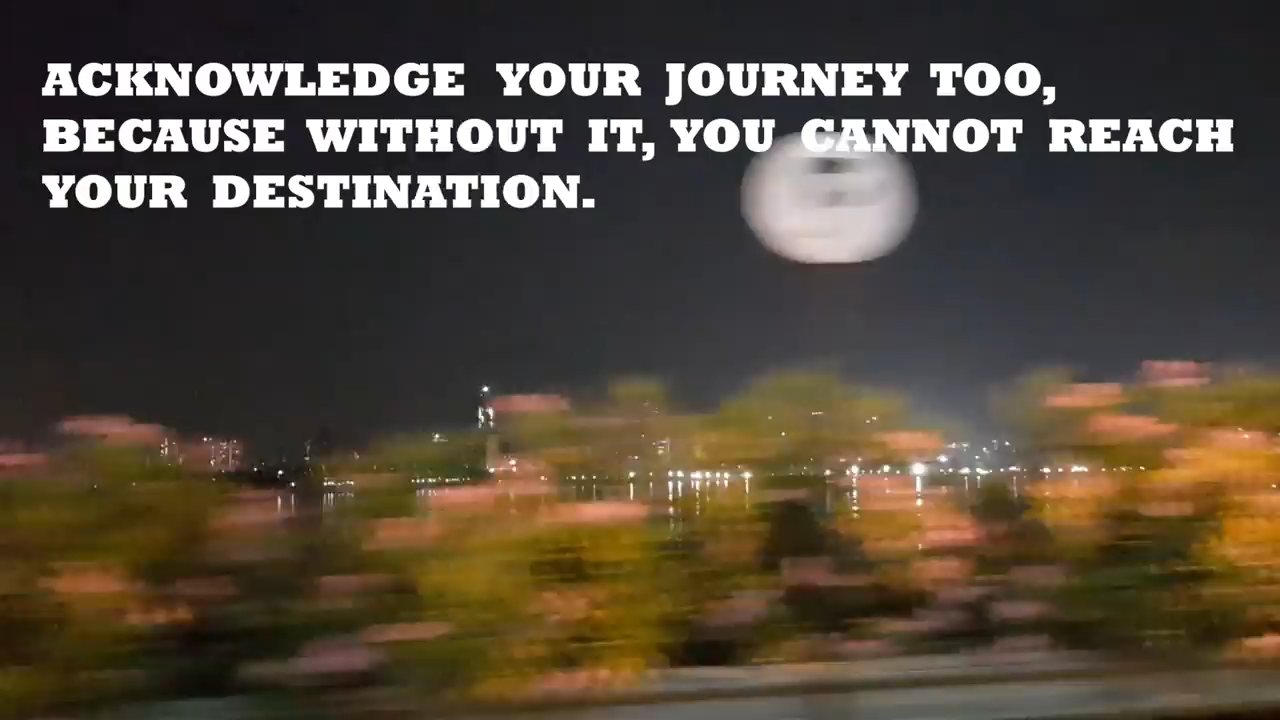 ACKNOWLEDGE YOUR JOURNEY TOO,
BECAUSE WITHOUT IT, YOU CANNOT REACH
YOUR DESTINATION.